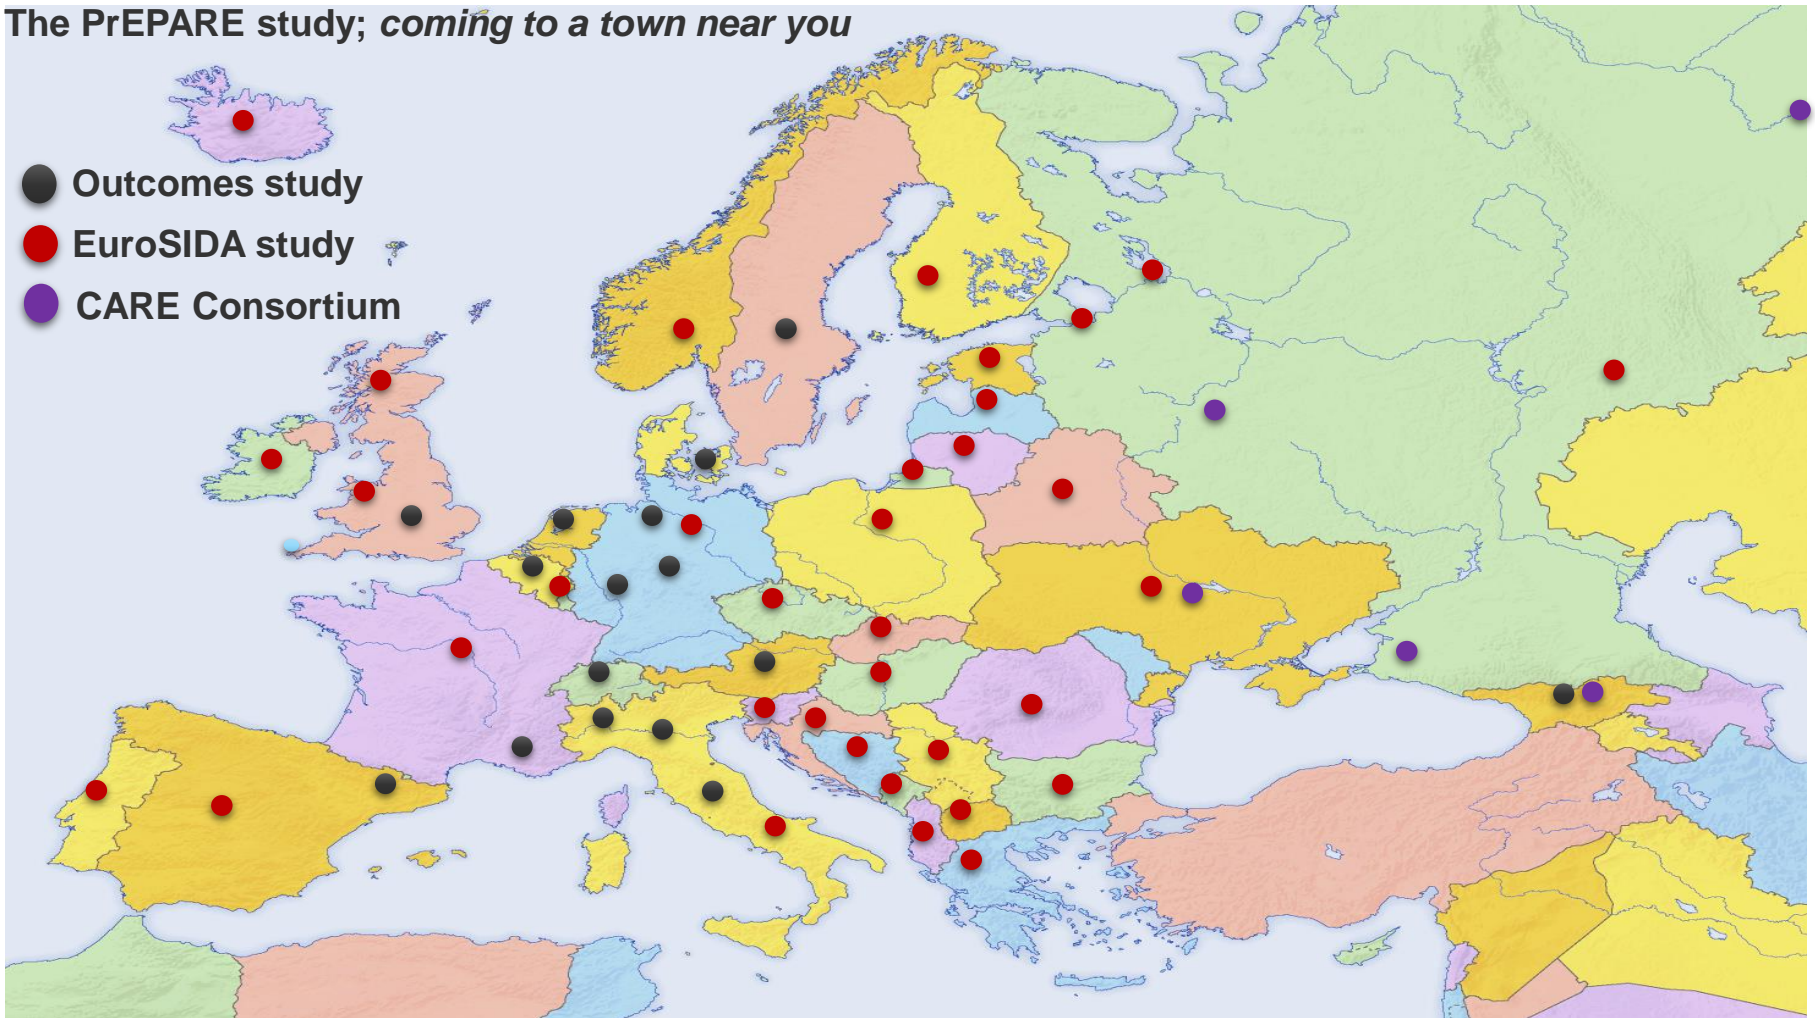 The PrEPARE study; coming to a town near you
Outcomes study
EuroSIDA study
CARE Consortium